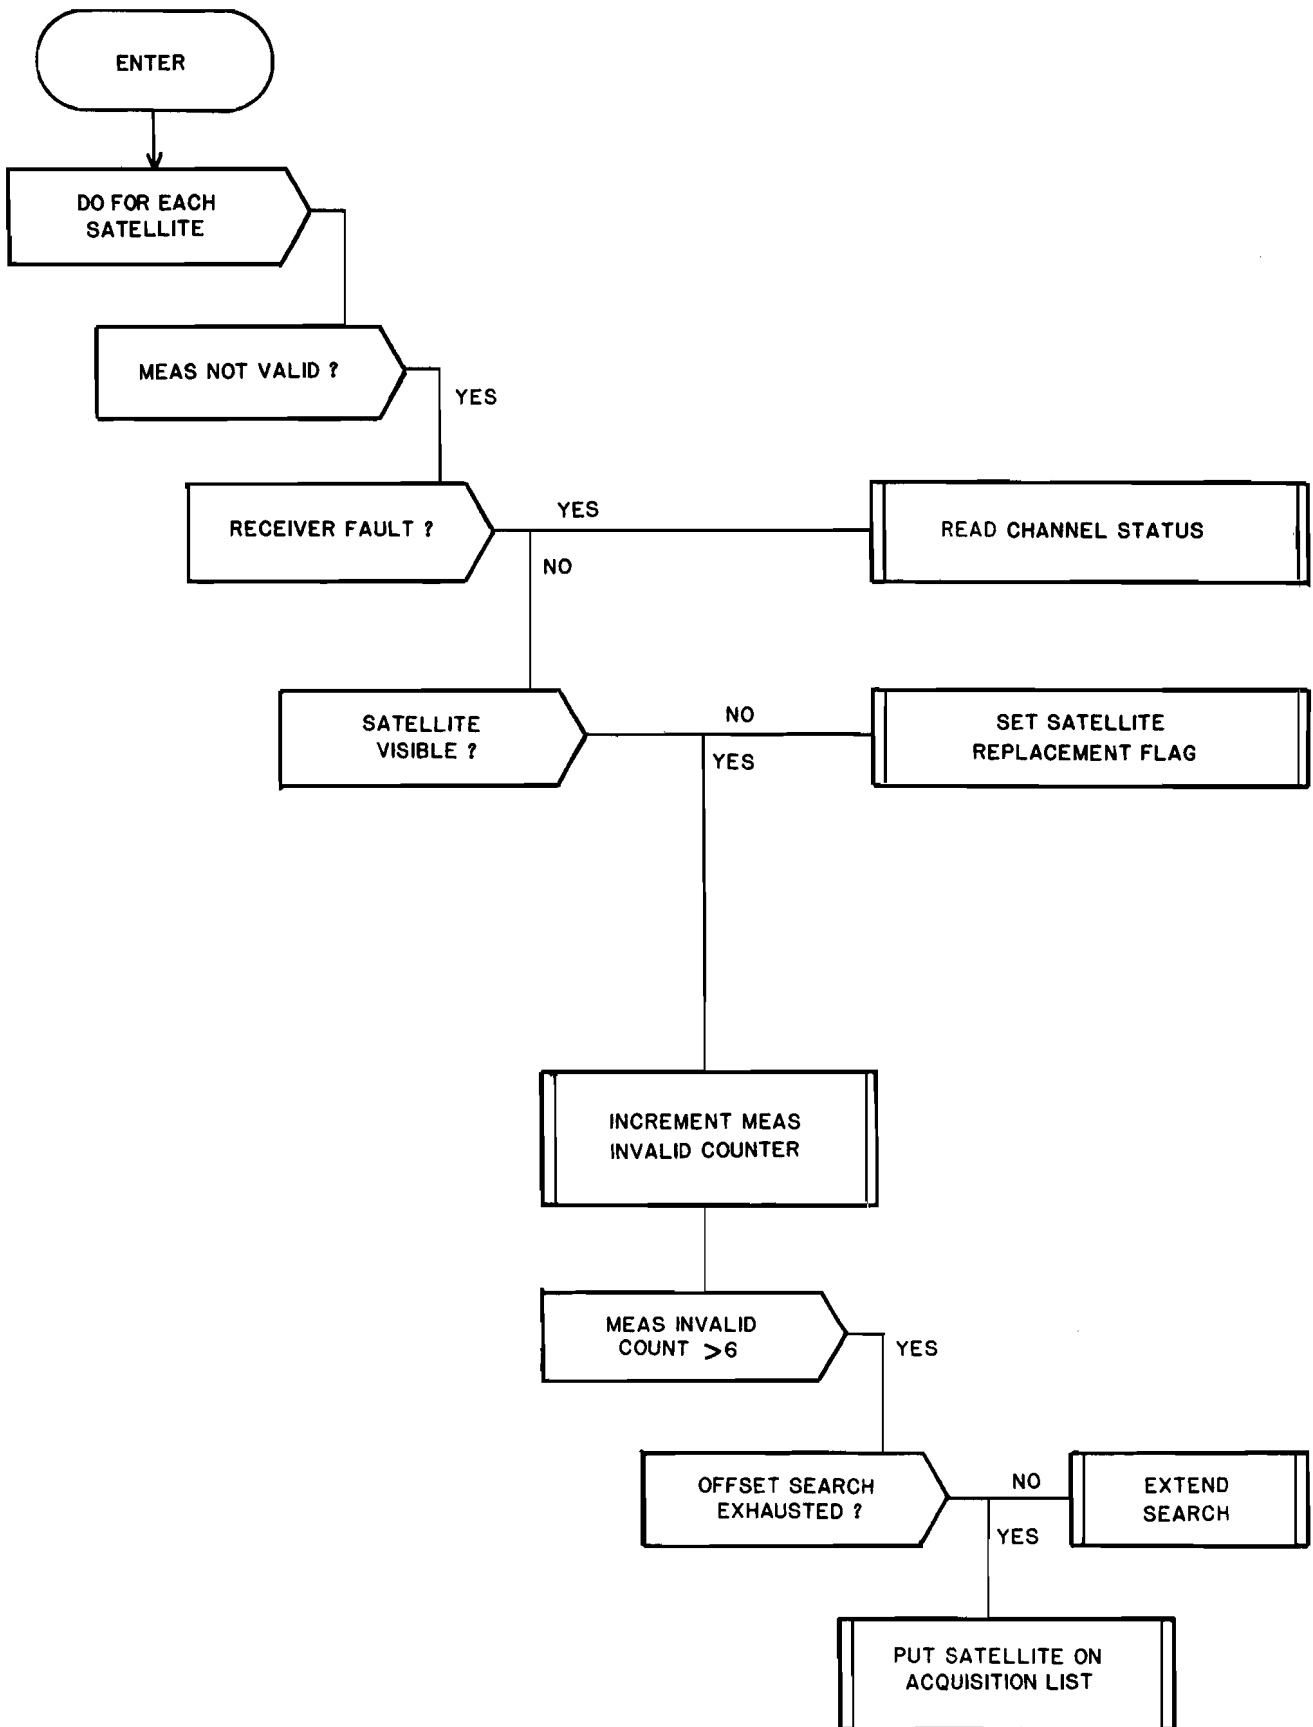 ENTER
DO FOR EACH
SATELLITE
MEAS NOT VALID ?
YES
RECEIVER FAULT ?
YES
NO
READ CHANNEL STATUS
SATELLITE
VISIBLE ?
NO
YES
SET SATELLITE
REPLACEMENT FLAG
INCREMENT MEAS
INVALID COUNTER
MEAS INVALID
COUNT >6
YES
OFFSET SEARCH
EXHAUSTED ?
NO
YES
EXTEND
SEARCH
PUT SATELLITE ON
ACQUISITION LIST